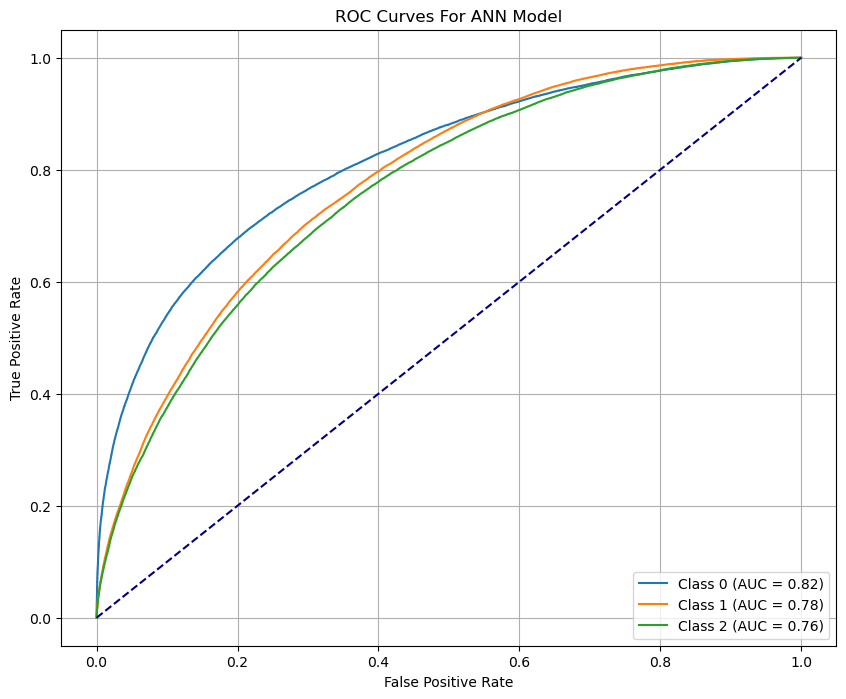 ROC Curves For ANN Model
True Positive Rate
1.0
0.8
0.6
0.4
0.2
0.0
0.0 0.2 0.4 0.6 0.8 1.0
False Positive Rate
Class 0 (AUC = 0.82)
Class 1 (AUC = 0.78)
Class 2 (AUC = 0.76)